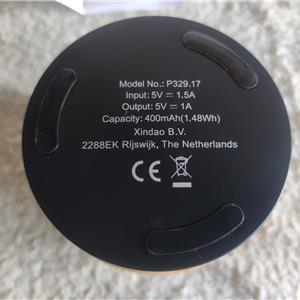 Model No.: P329.17
Input: 5V ⎓ 1.5A
Output: 5V ⎓ 1A
Capacity: 400mAh(1.48Wh)
Xindao B.V.
2288EK Rijswijk, The Netherlands
CE